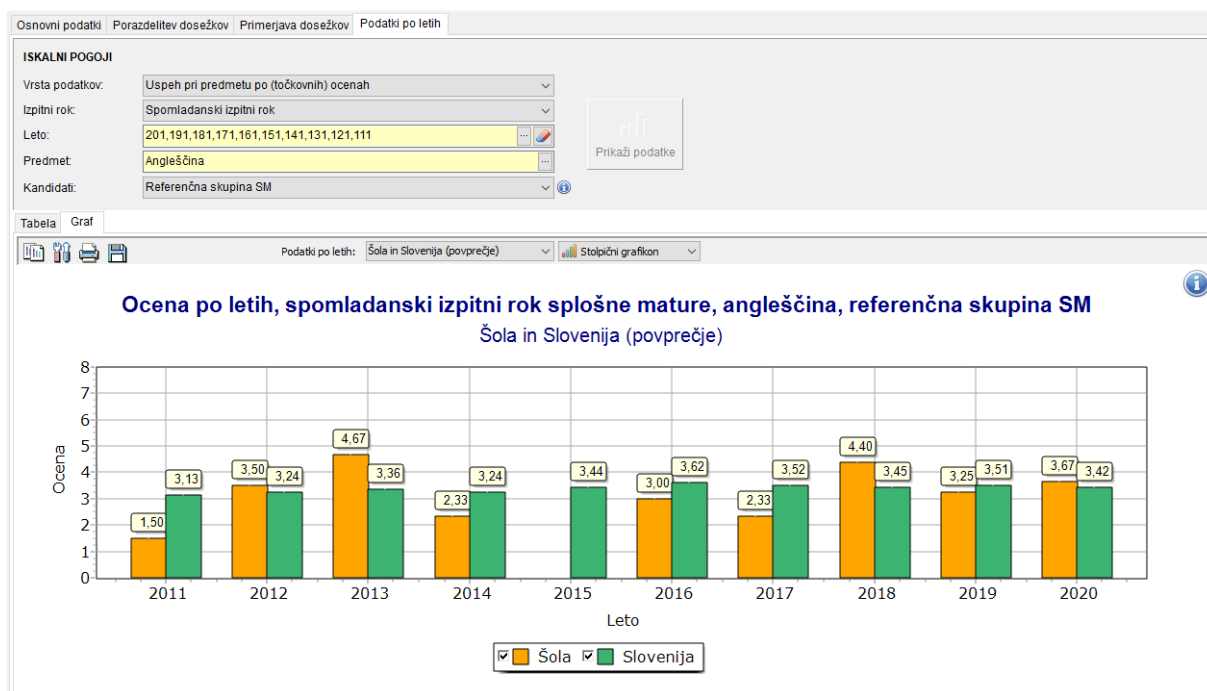 Osnovni podatki Porazdelitev dosežkov Primerjava dosežkov Podatki po letih
ISKALNI POGOJI
Vrsta podatkov: Uspeh pri predmetu po (točkovnih) ocenah
Izpitni rok: Spomladanski izpitni rok
Leto: 201,191,181,171,161,151,141,131,121,111 ...
Predmet: Angleščina ...
Kandidati: Referenčna skupina SM
Prikaži podatke
Tabela Graf
Podatki po letih: Šola in Slovenija (povprečje) Stolpični grafikon
Ocena po letih, spomladanski izpitni rok splošne mature, angleščina, referenčna skupina SM
Šola in Slovenija (povprečje)
Ocena
8
7
6
5
4
3
2
1
0
1,50 3,13 3,50 3,24 4,67 3,36 2,33 3,24 3,44 3,00 3,62 2,33 3,52 4,40 3,45 3,25 3,51 3,67 3,42
2011 2012 2013 2014 2015 2016 2017 2018 2019 2020
Leto
Šola Slovenija